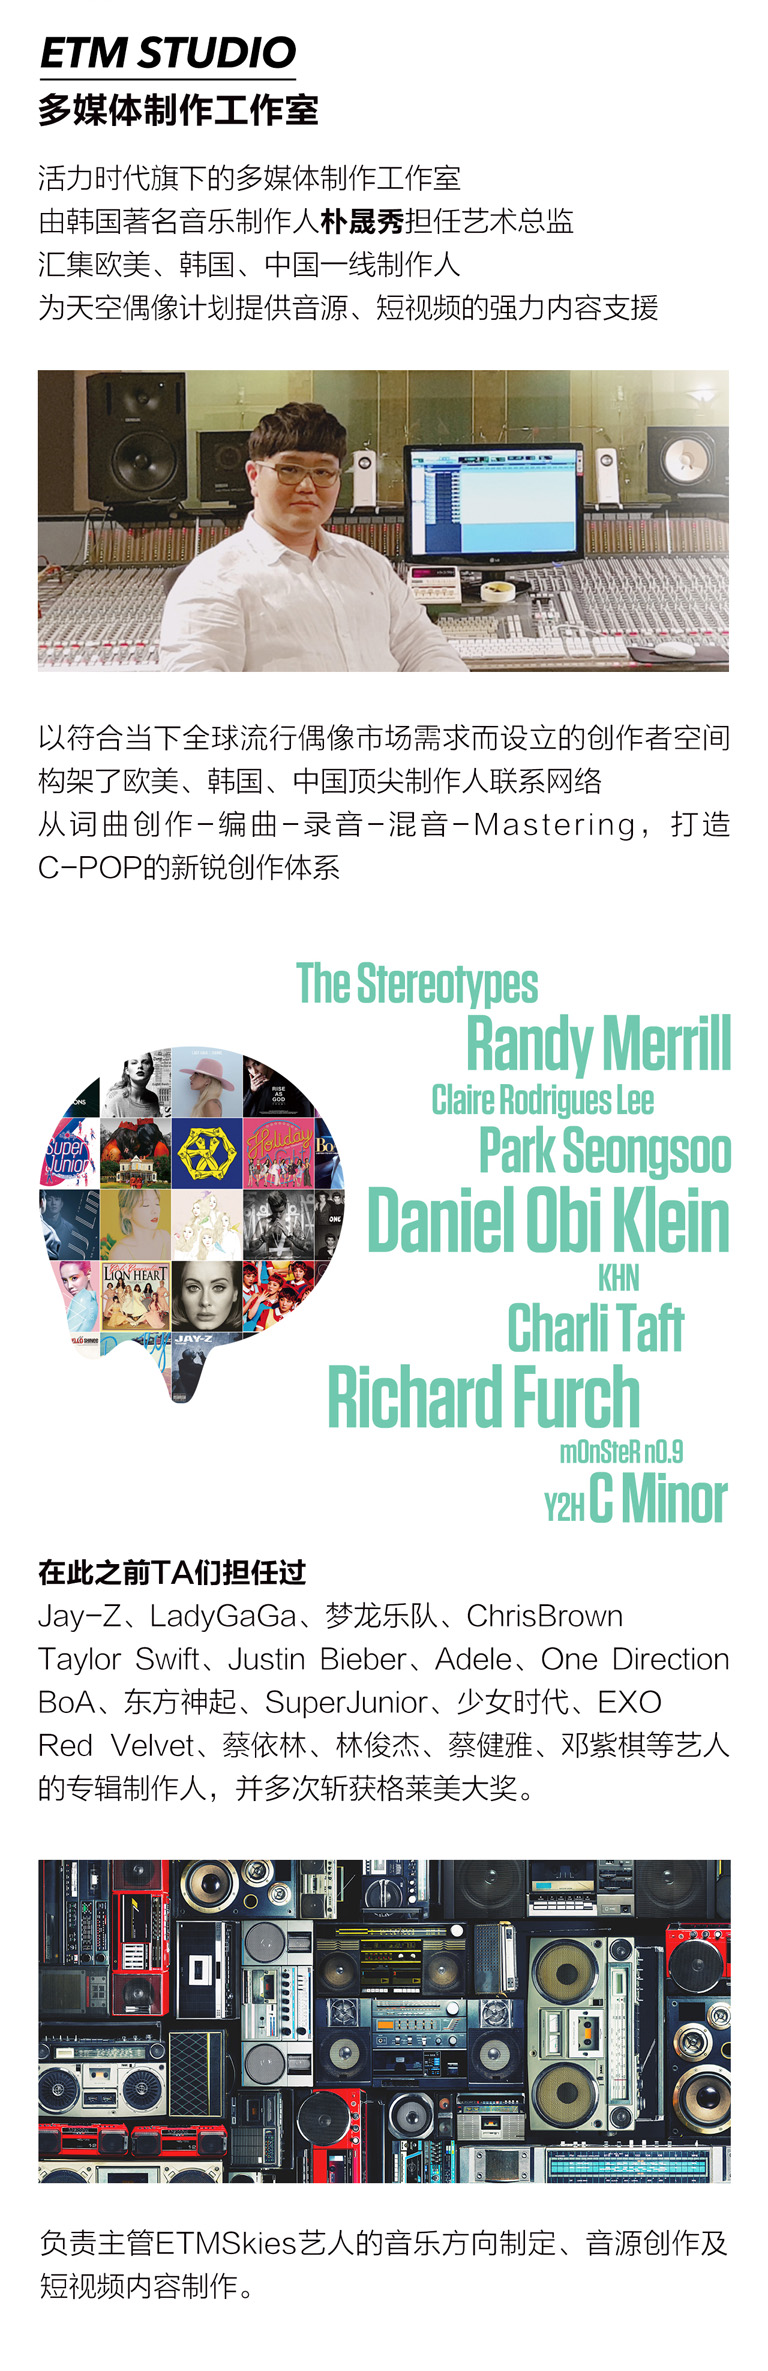 ETM STUDIO
多媒体制作工作室
活力时代旗下的多媒体制作工作室
由韩国著名音乐制作人朴晟秀担任艺术总监
汇集欧美、韩国、中国一线制作人
为天空偶像计划提供音源、短视频的强力内容支援
以符合当下全球流行偶像市场需求而设立的创作者空间
构架了欧美、韩国、中国顶尖制作人联系网络
从词曲创作-编曲-录音-混音-Mastering，打造
C-POP的新锐创作体系
The Stereotypes
Randy Merrill
Claire Rodrigues Lee
Park Seongsoo
Daniel Obi Klein
KHN
Charli Taft
Richard Furch
mOnSteR nO.9
Y2H C Minor
RISE
AS
GOD
Super
Junior
Holiday
Bo
JJ LIN
ONE
LION HEART
JAY-Z
在此之前TA们担任过
Jay-Z、LadyGaGa、梦龙乐队、ChrisBrown
Taylor Swift、Justin Bieber、Adele、One Direction
BoA、东方神起、SuperJunior、少女时代、EXO
Red Velvet、蔡依林、林俊杰、蔡健雅、邓紫棋等艺人
的专辑制作人，并多次斩获格莱美大奖。
负责主管ETMSkies艺人的音乐方向制定、音源创作及
短视频内容制作。